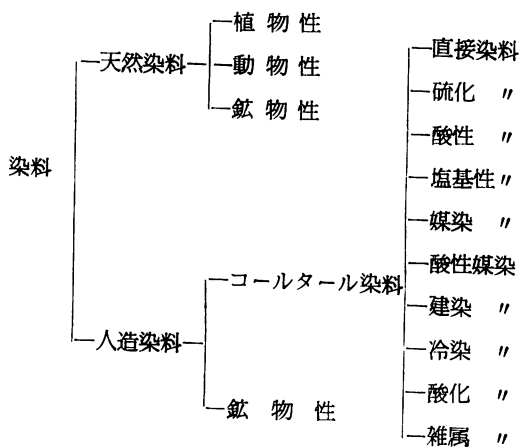 染料
天然染料
植物性
動物性
鉱物性
人造染料
コールタール染料
直接染料
硫化 〃
酸性 〃
塩基性 〃
媒染 〃
酸性媒染
建染 〃
冷染 〃
酸化 〃
雑属 〃
鉱物性